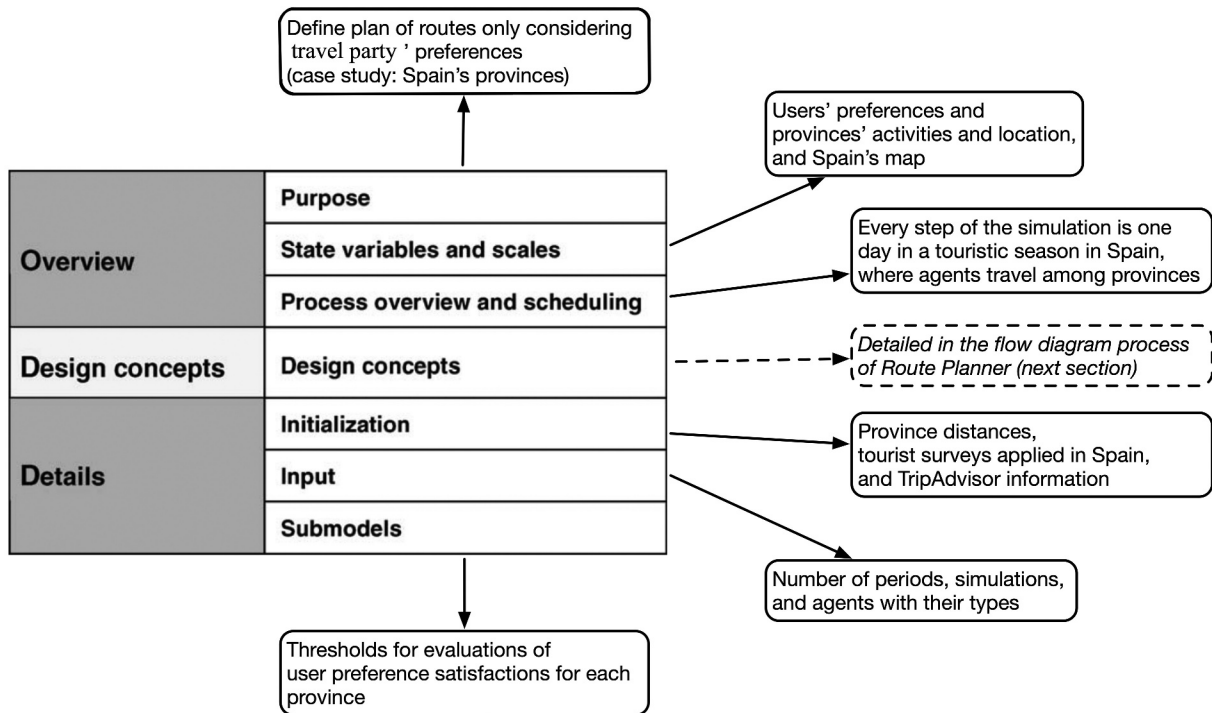 Define plan of routes only considering
travel party ’ preferences
(case study: Spain’s provinces)
Users’ preferences and
provinces’ activities and location,
and Spain’s map
Overview
Purpose
State variables and scales
Process overview and scheduling
Every step of the simulation is one
day in a touristic season in Spain,
where agents travel among provinces
Design concepts
Design concepts
Detailed in the flow diagram process
of Route Planner (next section)
Details
Initialization
Input
Submodels
Province distances,
tourist surveys applied in Spain,
and TripAdvisor information
Number of periods, simulations,
and agents with their types
Thresholds for evaluations of
user preference satisfactions for each
province